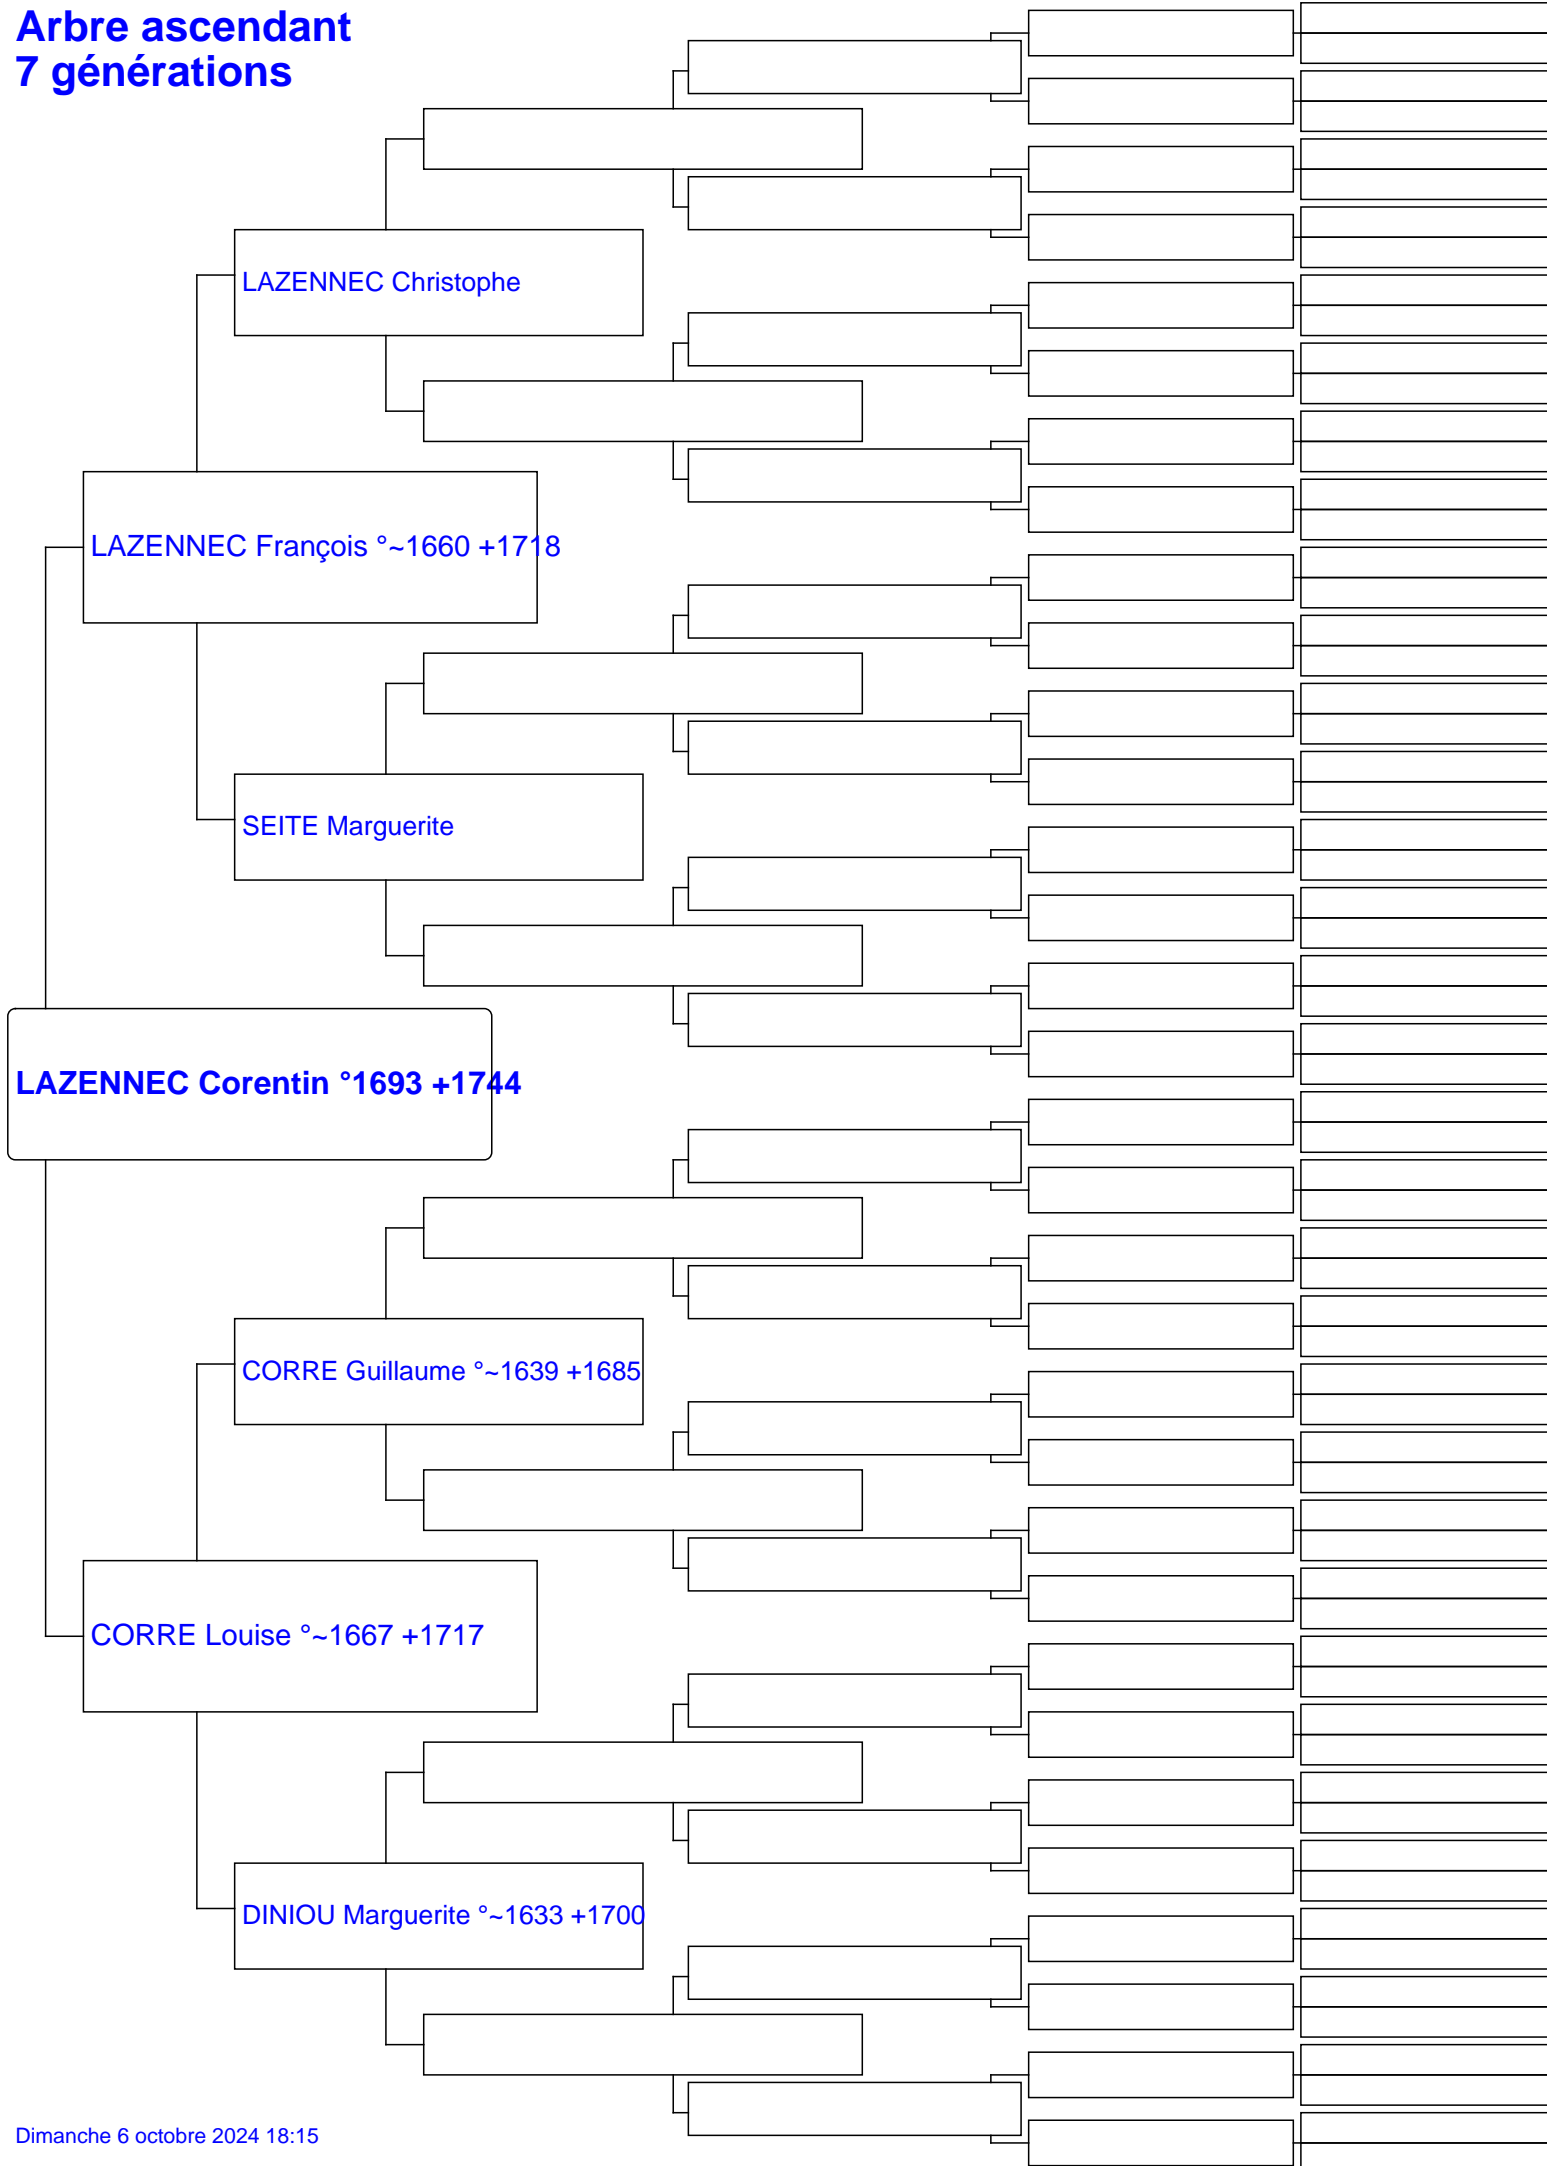 Arbre ascendant
7 générations
LAZENNEC Christophe
LAZENNEC François °~1660 +1718
SEITE Marguerite
LAZENNEC Corentin °1693 +1744
CORRE Guillaume °~1639 +1685
CORRE Louise °~1667 +1717
DINIOU Marguerite °~1633 +1700
Dimanche 6 octobre 2024 18:15